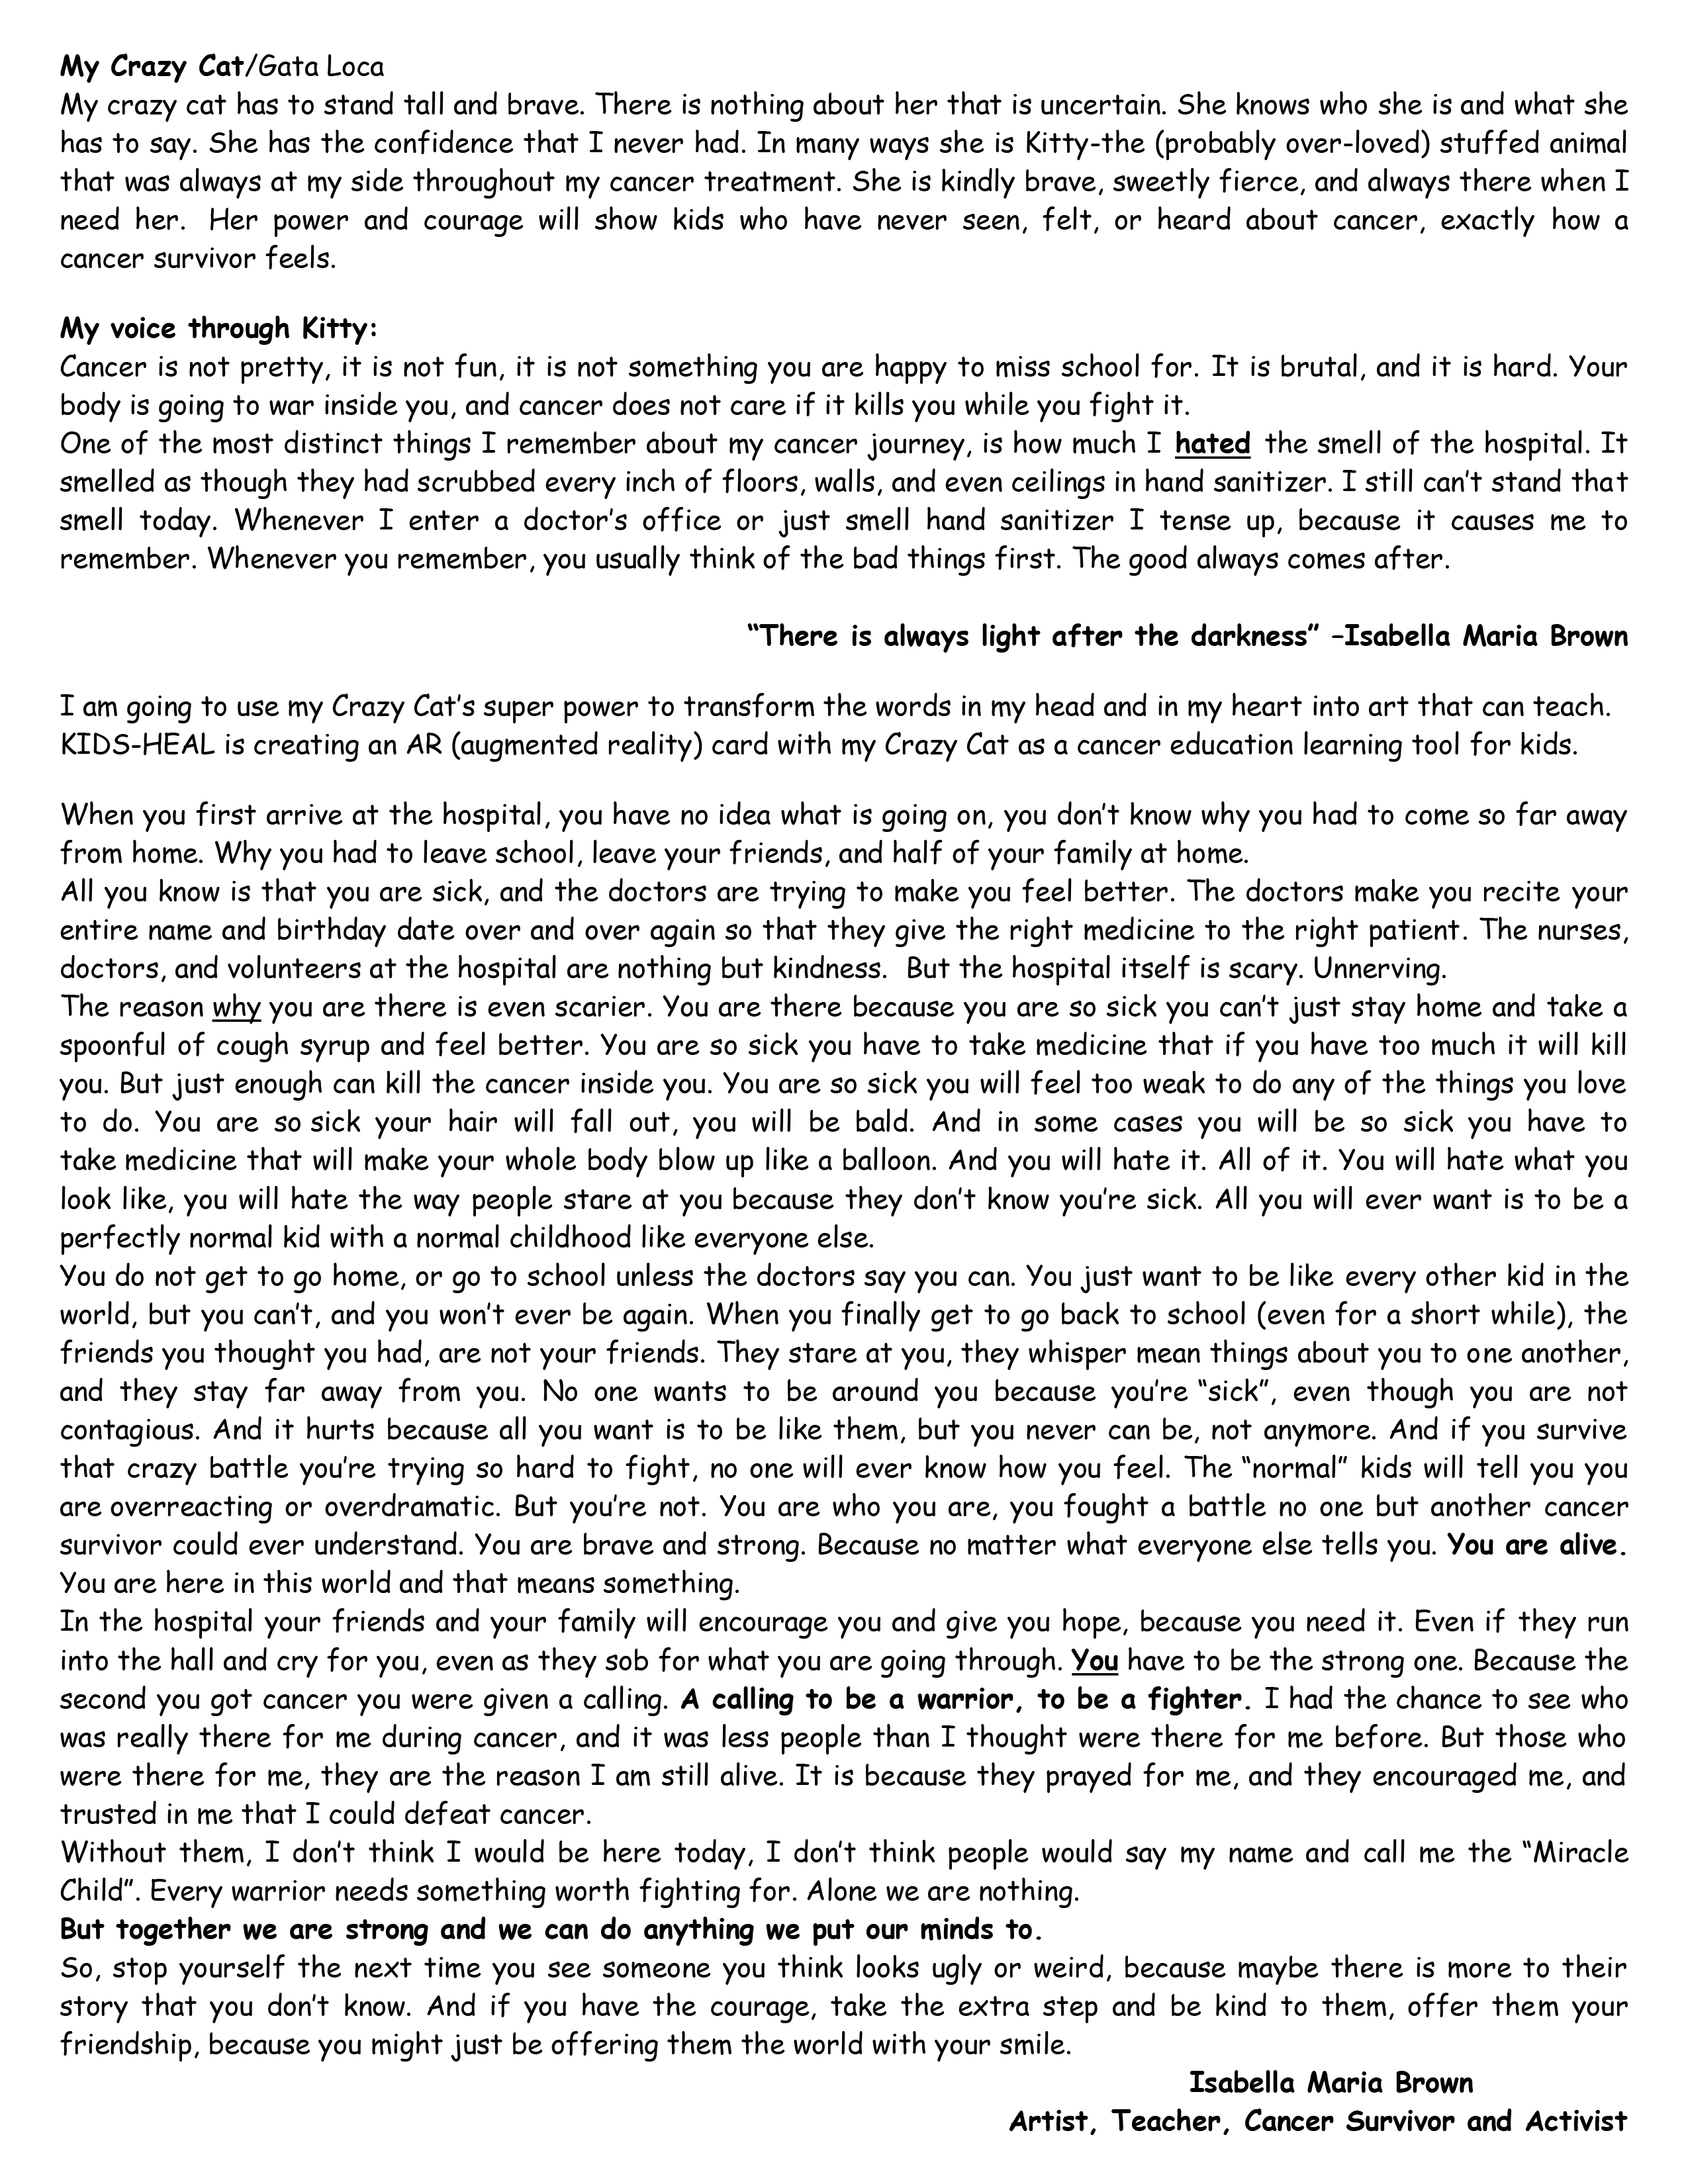 My Crazy Cat/Gata Loca
My crazy cat has to stand tall and brave. There is nothing about her that is uncertain. She knows who she is and what she
has to say. She has the confidence that I never had. In many ways she is Kitty-the (probably over-loved) stuffed animal
that was always at my side throughout my cancer treatment. She is kindly brave, sweetly fierce, and always there when I
need her. Her power and courage will show kids who have never seen, felt, or heard about cancer, exactly how a
cancer survivor feels.
My voice through Kitty:
Cancer is not pretty, it is not fun, it is not something you are happy to miss school for. It is brutal, and it is hard. Your
body is going to war inside you, and cancer does not care if it kills you while you fight it.
One of the most distinct things I remember about my cancer journey, is how much I hated the smell of the hospital. It
smelled as though they had scrubbed every inch of floors, walls, and even ceilings in hand sanitizer. I still can't stand that
smell today. Whenever I enter a doctor's office or just smell hand sanitizer I tense up, because it causes me to
remember. Whenever you remember, you usually think of the bad things first. The good always comes after.
“There is always light after the darkness” –Isabella Maria Brown
I am going to use my Crazy Cat's super power to transform the words in my head and in my heart into art that can teach.
KIDS-HEAL is creating an AR (augmented reality) card with my Crazy Cat as a cancer education learning tool for kids.
When you first arrive at the hospital, you have no idea what is going on, you don't know why you had to come so far away
from home. Why you had to leave school, leave your friends, and half of your family at home.
All you know is that you are sick, and the doctors are trying to make you feel better. The doctors make you recite your
entire name and birthday date over and over again so that they give the right medicine to the right patient. The nurses,
doctors, and volunteers at the hospital are nothing but kindness. But the hospital itself is scary. Unnerving.
The reason why you are there is even scarier. You are there because you are so sick you can't just stay home and take a
spoonful of cough syrup and feel better. You are so sick you have to take medicine that if you have too much it will kill
you. But just enough can kill the cancer inside you. You are so sick you will feel too weak to do any of the things you love
to do. You are so sick your hair will fall out, you will be bald. And in some cases you will be so sick you have to
take medicine that will make your whole body blow up like a balloon. And you will hate it. All of it. You will hate what you
look like, you will hate the way people stare at you because they don't know you're sick. All you will ever want is to be a
perfectly normal kid with a normal childhood like everyone else.
You do not get to go home, or go to school unless the doctors say you can. You just want to be like every other kid in the
world, but you can't, and you won't ever be again. When you finally get to go back to school (even for a short while), the
friends you thought you had, are not your friends. They stare at you, they whisper mean things about you to one another,
and they stay far away from you. No one wants to be around you because you're “sick”, even though you are not
contagious. And it hurts because all you want is to be like them, but you never can be, not anymore. And if you survive
that crazy battle you're trying so hard to fight, no one will ever know how you feel. The “normal” kids will tell you you
are overreacting or overdramatic. But you're not. You are who you are, you fought a battle no one but another cancer
survivor could ever understand. You are brave and strong. Because no matter what everyone else tells you. You are alive.
You are here in this world and that means something.
In the hospital your friends and your family will encourage you and give you hope, because you need it. Even if they run
into the hall and cry for you, even as they sob for what you are going through. You have to be the strong one. Because the
second you got cancer you were given a calling. A calling to be a warrior, to be a fighter. I had the chance to see who
was really there for me during cancer, and it was less people than I thought were there for me before. But those who
were there for me, they are the reason I am still alive. It is because they prayed for me, and they encouraged me, and
trusted in me that I could defeat cancer.
Without them, I don't think I would be here today, I don't think people would say my name and call me the “Miracle
Child”. Every warrior needs something worth fighting for. Alone we are nothing.
But together we are strong and we can do anything we put our minds to.
So, stop yourself the next time you see someone you think looks ugly or weird, because maybe there is more to their
story that you don't know. And if you have the courage, take the extra step and be kind to them, offer them your
friendship, because you might just be offering them the world with your smile.
Isabella Maria Brown
Artist, Teacher, Cancer Survivor and Activist